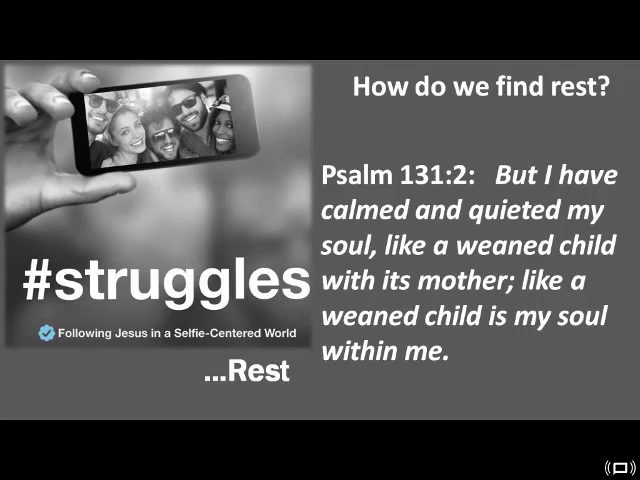 How do we find rest?
Psalm 131:2: But I have
calmed and quieted my
soul, like a weaned child
with its mother; like a
weaned child is my soul
within me.
#struggles
Following Jesus in a Selfie-Centered World
...Rest